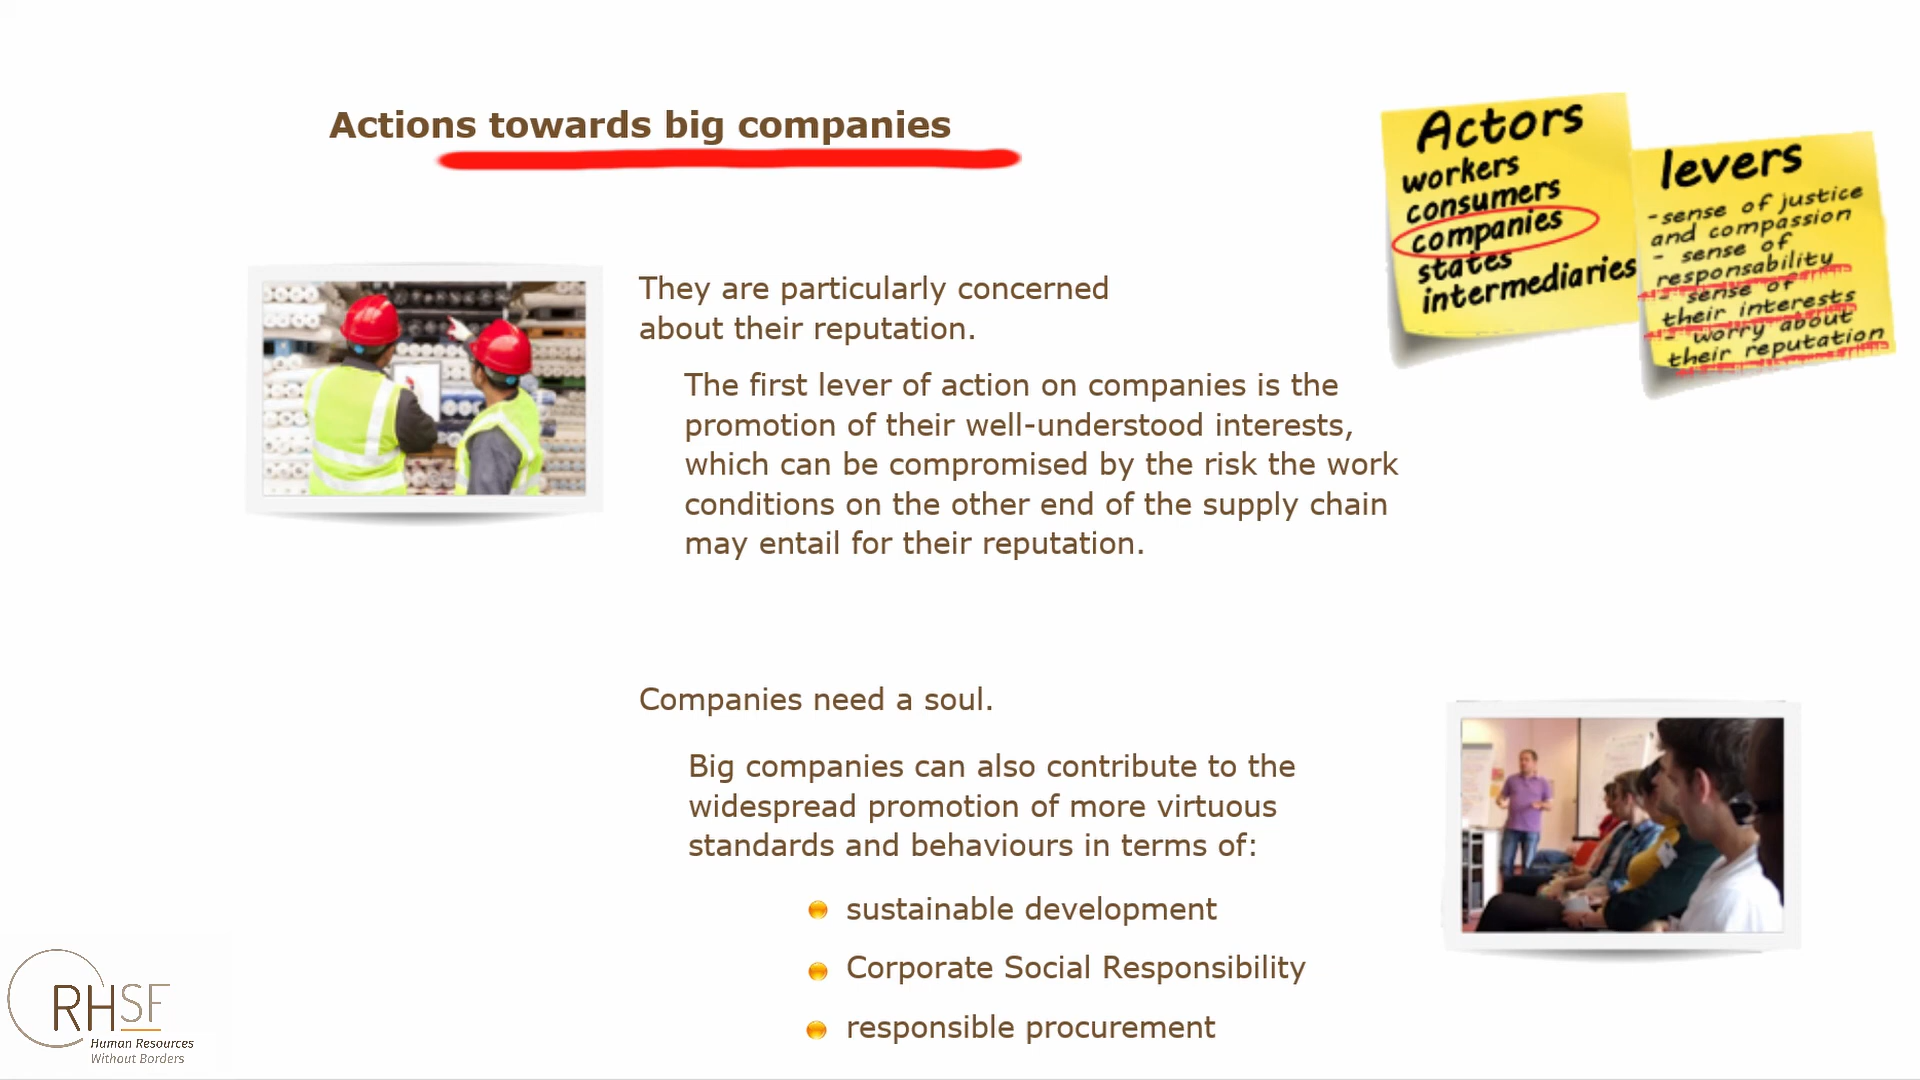 Actions towards big companies
Actors
workers
consumers
companies
states
intermediaries
levers
-sense of justice
and compassion
- sense of
responsability
- sense of
their interests
- worry about
their reputation
They are particularly concerned
about their reputation.
The first lever of action on companies is the
promotion of their well-understood interests,
which can be compromised by the risk the work
conditions on the other end of the supply chain
may entail for their reputation.
Companies need a soul.
Big companies can also contribute to the
widespread promotion of more virtuous
standards and behaviours in terms of:
sustainable development
Corporate Social Responsibility
responsible procurement
RHSF
Human Resources
Without Borders